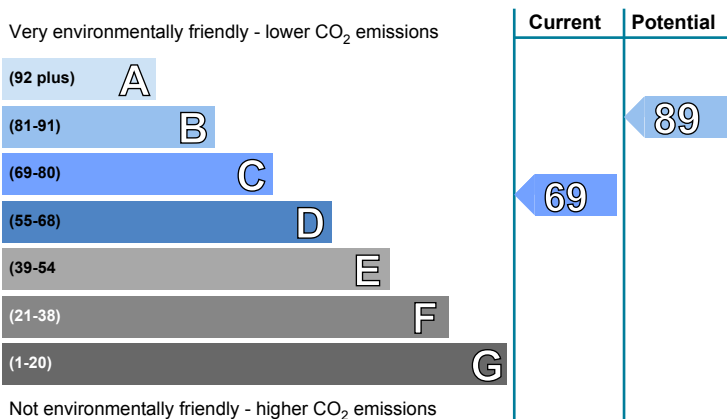 Current Potential
Very environmentally friendly - lower CO₂ emissions
(92 plus) A
(81-91) B
89
(69-80) C
69
(55-68) D
(39-54 E
(21-38) F
(1-20) G
Not environmentally friendly - higher CO₂ emissions